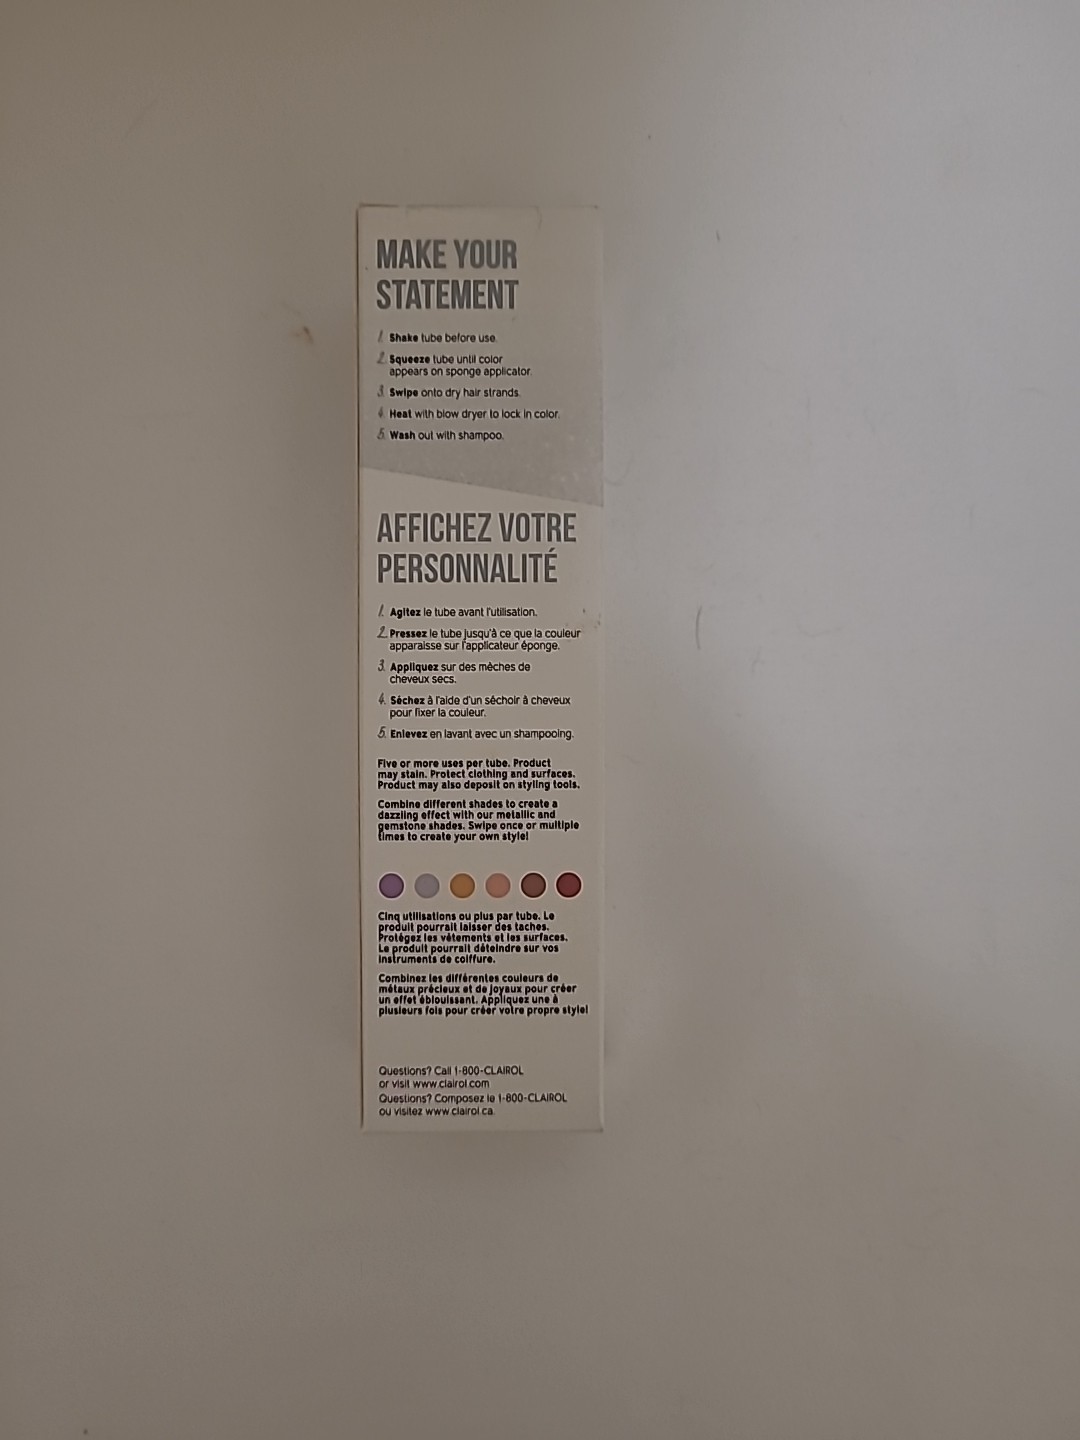 MAKE YOUR
STATEMENT
1. Shake tube before use.
2. Squeeze tube until color
appears on sponge applicator.
3. Swipe onto dry hair strands.
4. Heat with blow dryer to lock in color.
5. Wash out with shampoo.
AFFICHEZ VOTRE
PERSONNALITÉ
1. Agitez le tube avant l'utilisation.
2. Pressez le tube jusqu'à ce que la couleur
apparaisse sur l'applicateur éponge.
3. Appliquez sur des mèches de
cheveux secs.
4. Séchez à l'aide d'un séchoir à cheveux
pour fixer la couleur.
5. Enlevez en lavant avec un shampooing.
Five or more uses per tube. Product
may stain. Protect clothing and surfaces.
Product may also deposit on styling tools.
Combine different shades to create a
dazzling effect with our metallic and
gemstone shades. Swipe once or multiple
times to create your own style!
Cinq utilisations ou plus par tube. Le
produit pourrait laisser des taches.
Protégez les vêtements et les surfaces.
Le produit pourrait déteindre sur vos
instruments de coiffure.
Combinez les différentes couleurs de
métaux précieux et de joyaux pour créer
un effet éblouissant. Appliquez une à
plusieurs fois pour créer votre propre style!
Questions? Call 1-800-CLAIROL
or visit www.clairol.com
Questions? Composez le 1-800-CLAIROL
ou visitez www.clairol.ca.